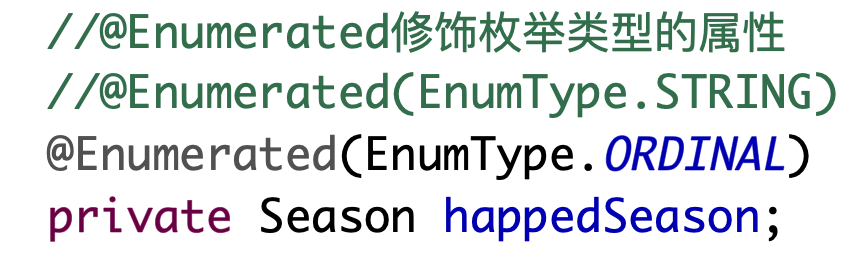 //@Enumerated修饰枚举类型的属性
//@Enumerated(EnumType.STRING)
@Enumerated(EnumType.ORDINAL)
private Season happedSeason;